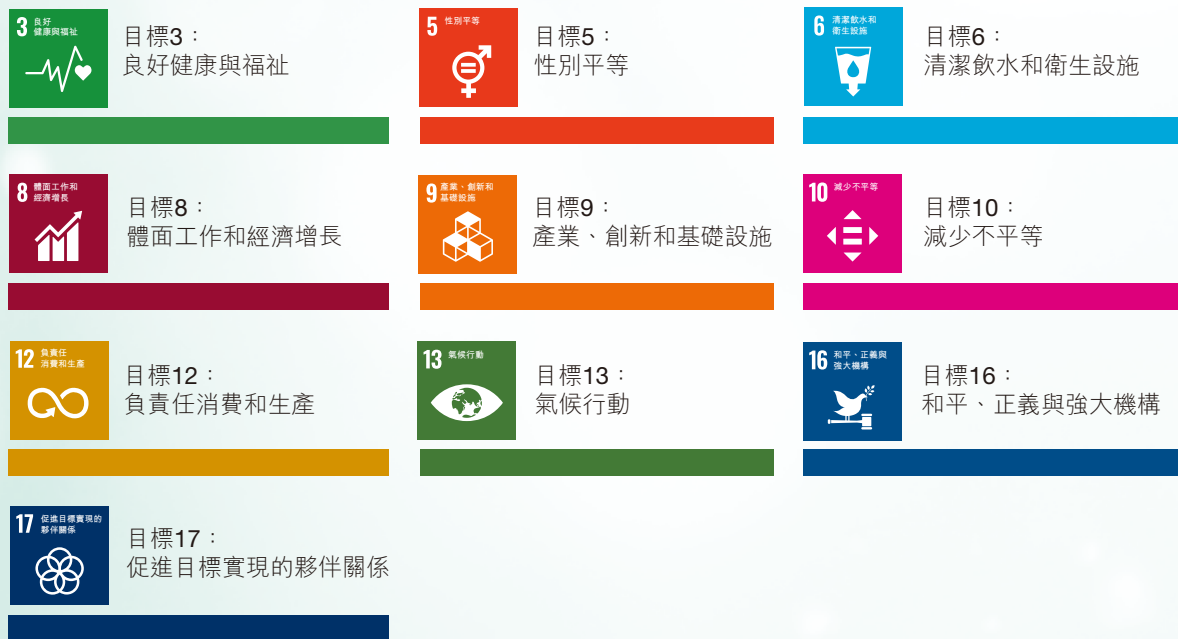 3 良好
健康與福祉
目標3：
良好健康與福祉
5 性別平等
目標5：
性別平等
6 清潔飲水和
衛生設施
目標6：
清潔飲水和衛生設施
8 體面工作和
經濟增長
目標8：
體面工作和經濟增長
9 產業、創新和
基礎設施
目標9：
產業、創新和基礎設施
10 減少不平等
目標10：
減少不平等
12 負責任
消費和生產
目標12：
負責任消費和生產
13 氣候行動
目標13：
氣候行動
16 和平、正義與
強大機構
目標16：
和平、正義與強大機構
17 促進目標實現的
夥伴關係
目標17：
促進目標實現的夥伴關係